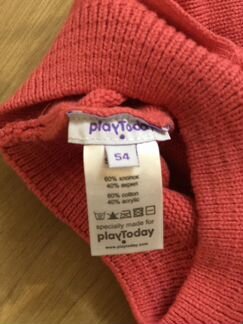 playToday
54
60% хлопок
40% акрил
60% cotton
40% acrylic
specially made for
playToday
www.playtoday.com